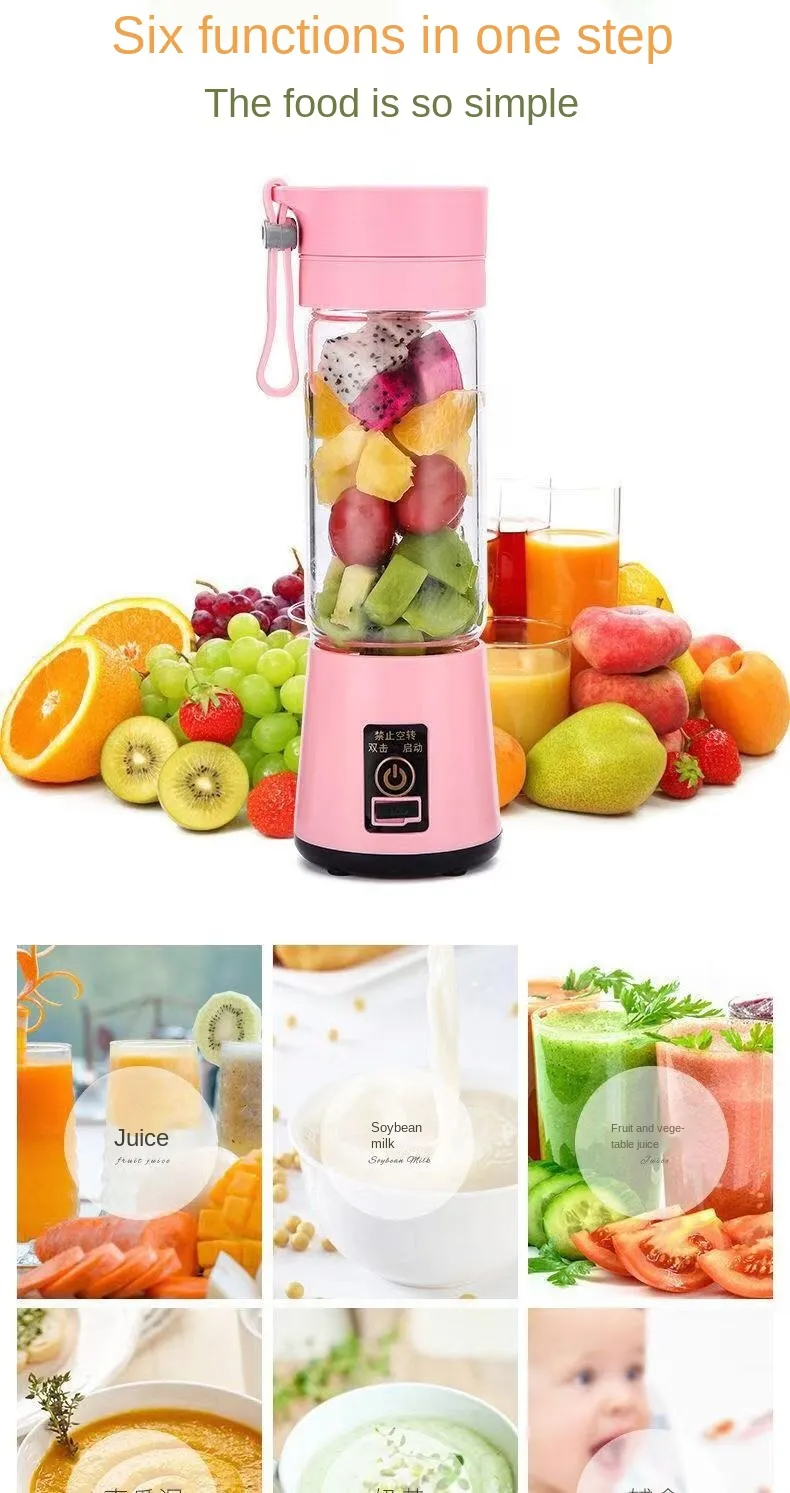 Six functions in one step
The food is so simple
禁止空转
双击 启动
Juice
fruit juice
Soybean
milk
Soybean Milk
Fruit and vege-
table juice
Juice